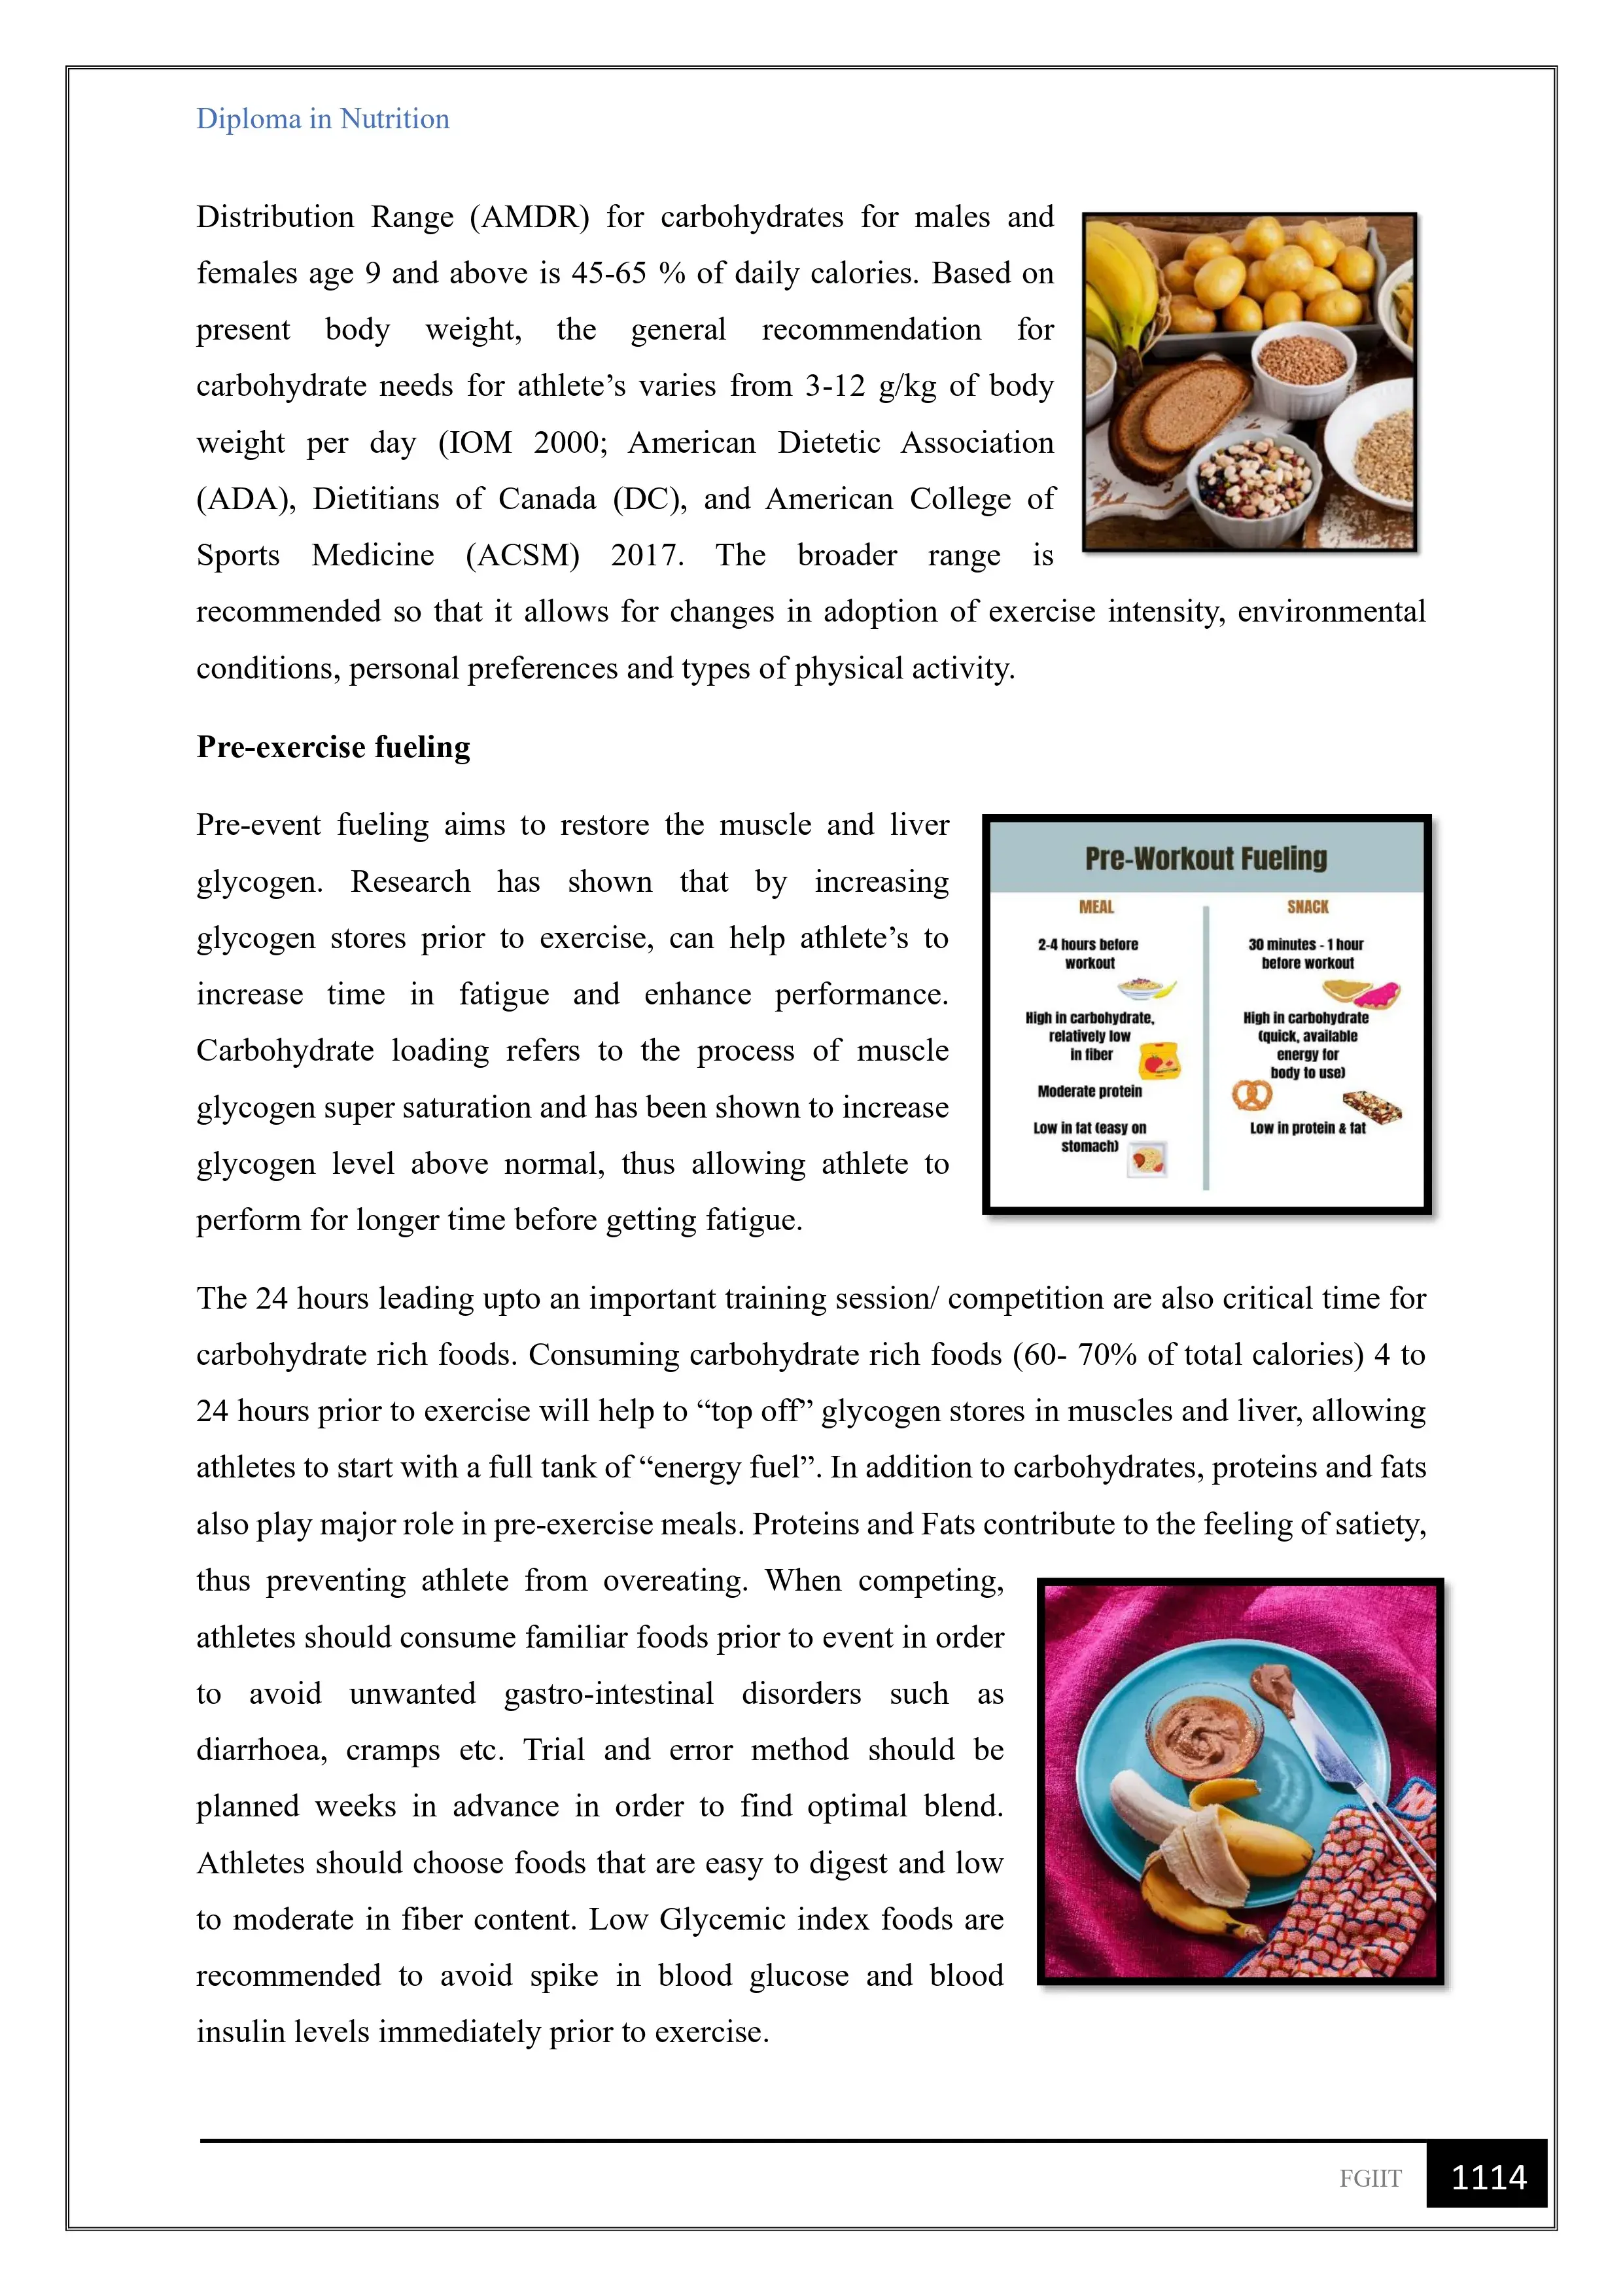 Diploma in Nutrition
Distribution Range (AMDR) for carbohydrates for males and
females age 9 and above is 45-65 % of daily calories. Based on
present body weight, the general recommendation for
carbohydrate needs for athlete’s varies from 3-12 g/kg of body
weight per day (IOM 2000; American Dietetic Association
(ADA), Dietitians of Canada (DC), and American College of
Sports Medicine (ACSM) 2017. The broader range is
recommended so that it allows for changes in adoption of exercise intensity, environmental
conditions, personal preferences and types of physical activity.
Pre-exercise fueling
Pre-event fueling aims to restore the muscle and liver
glycogen. Research has shown that by increasing
glycogen stores prior to exercise, can help athlete’s to
increase time in fatigue and enhance performance.
Carbohydrate loading refers to the process of muscle
glycogen super saturation and has been shown to increase
glycogen level above normal, thus allowing athlete to
perform for longer time before getting fatigue.
Pre-Workout Fueling
MEAL
2-4 hours before
workout
High in carbohydrate,
relatively low
in fiber
Moderate protein
Low in fat (easy on
stomach)
SNACK
30 minutes - 1 hour
before workout
High in carbohydrate
(quick, available
energy for
body to use)
Low in protein & fat
The 24 hours leading upto an important training session/ competition are also critical time for
carbohydrate rich foods. Consuming carbohydrate rich foods (60- 70% of total calories) 4 to
24 hours prior to exercise will help to “top off” glycogen stores in muscles and liver, allowing
athletes to start with a full tank of “energy fuel”. In addition to carbohydrates, proteins and fats
also play major role in pre-exercise meals. Proteins and Fats contribute to the feeling of satiety,
thus preventing athlete from overeating. When competing,
athletes should consume familiar foods prior to event in order
to avoid unwanted gastro-intestinal disorders such as
diarrhoea, cramps etc. Trial and error method should be
planned weeks in advance in order to find optimal blend.
Athletes should choose foods that are easy to digest and low
to moderate in fiber content. Low Glycemic index foods are
recommended to avoid spike in blood glucose and blood
insulin levels immediately prior to exercise.
FGIIT 1114